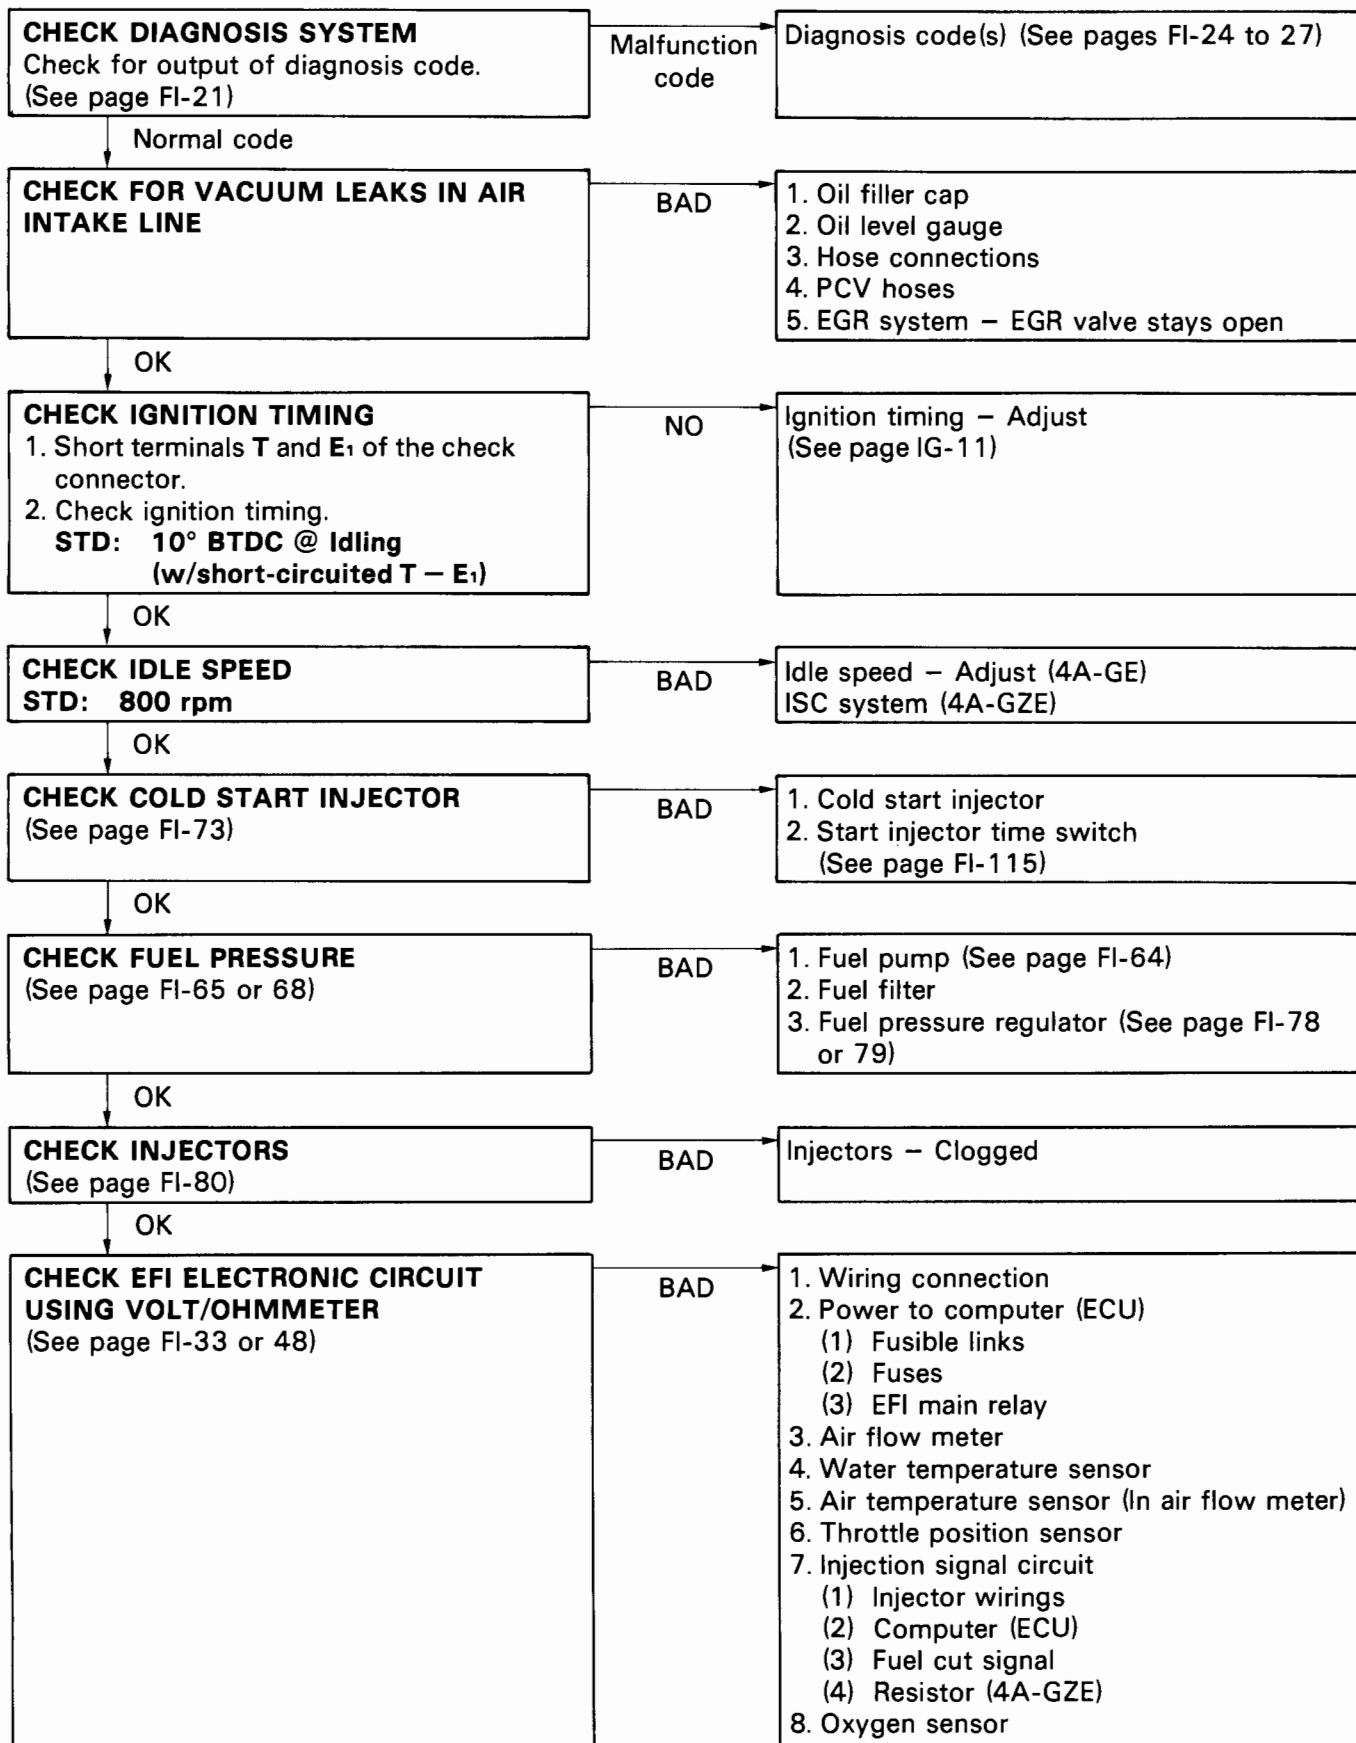 CHECK DIAGNOSIS SYSTEM
Check for output of diagnosis code.
(See page FI-21)
Malfunction
code
Diagnosis code(s) (See pages FI-24 to 27)
Normal code
CHECK FOR VACUUM LEAKS IN AIR
INTAKE LINE
BAD
1. Oil filler cap
2. Oil level gauge
3. Hose connections
4. PCV hoses
5. EGR system – EGR valve stays open
OK
CHECK IGNITION TIMING
1. Short terminals T and E₁ of the check
connector.
2. Check ignition timing.
STD: 10° BTDC @ Idling
(w/short-circuited T – E₁)
NO
Ignition timing – Adjust
(See page IG-11)
OK
CHECK IDLE SPEED
STD: 800 rpm
BAD
Idle speed – Adjust (4A-GE)
ISC system (4A-GZE)
OK
CHECK COLD START INJECTOR
(See page FI-73)
BAD
1. Cold start injector
2. Start injector time switch
(See page FI-115)
OK
CHECK FUEL PRESSURE
(See page FI-65 or 68)
BAD
1. Fuel pump (See page FI-64)
2. Fuel filter
3. Fuel pressure regulator (See page FI-78
or 79)
OK
CHECK INJECTORS
(See page FI-80)
BAD
Injectors – Clogged
OK
CHECK EFI ELECTRONIC CIRCUIT
USING VOLT/OHMMETER
(See page FI-33 or 48)
BAD
1. Wiring connection
2. Power to computer (ECU)
(1) Fusible links
(2) Fuses
(3) EFI main relay
3. Air flow meter
4. Water temperature sensor
5. Air temperature sensor (In air flow meter)
6. Throttle position sensor
7. Injection signal circuit
(1) Injector wirings
(2) Computer (ECU)
(3) Fuel cut signal
(4) Resistor (4A-GZE)
8. Oxygen sensor